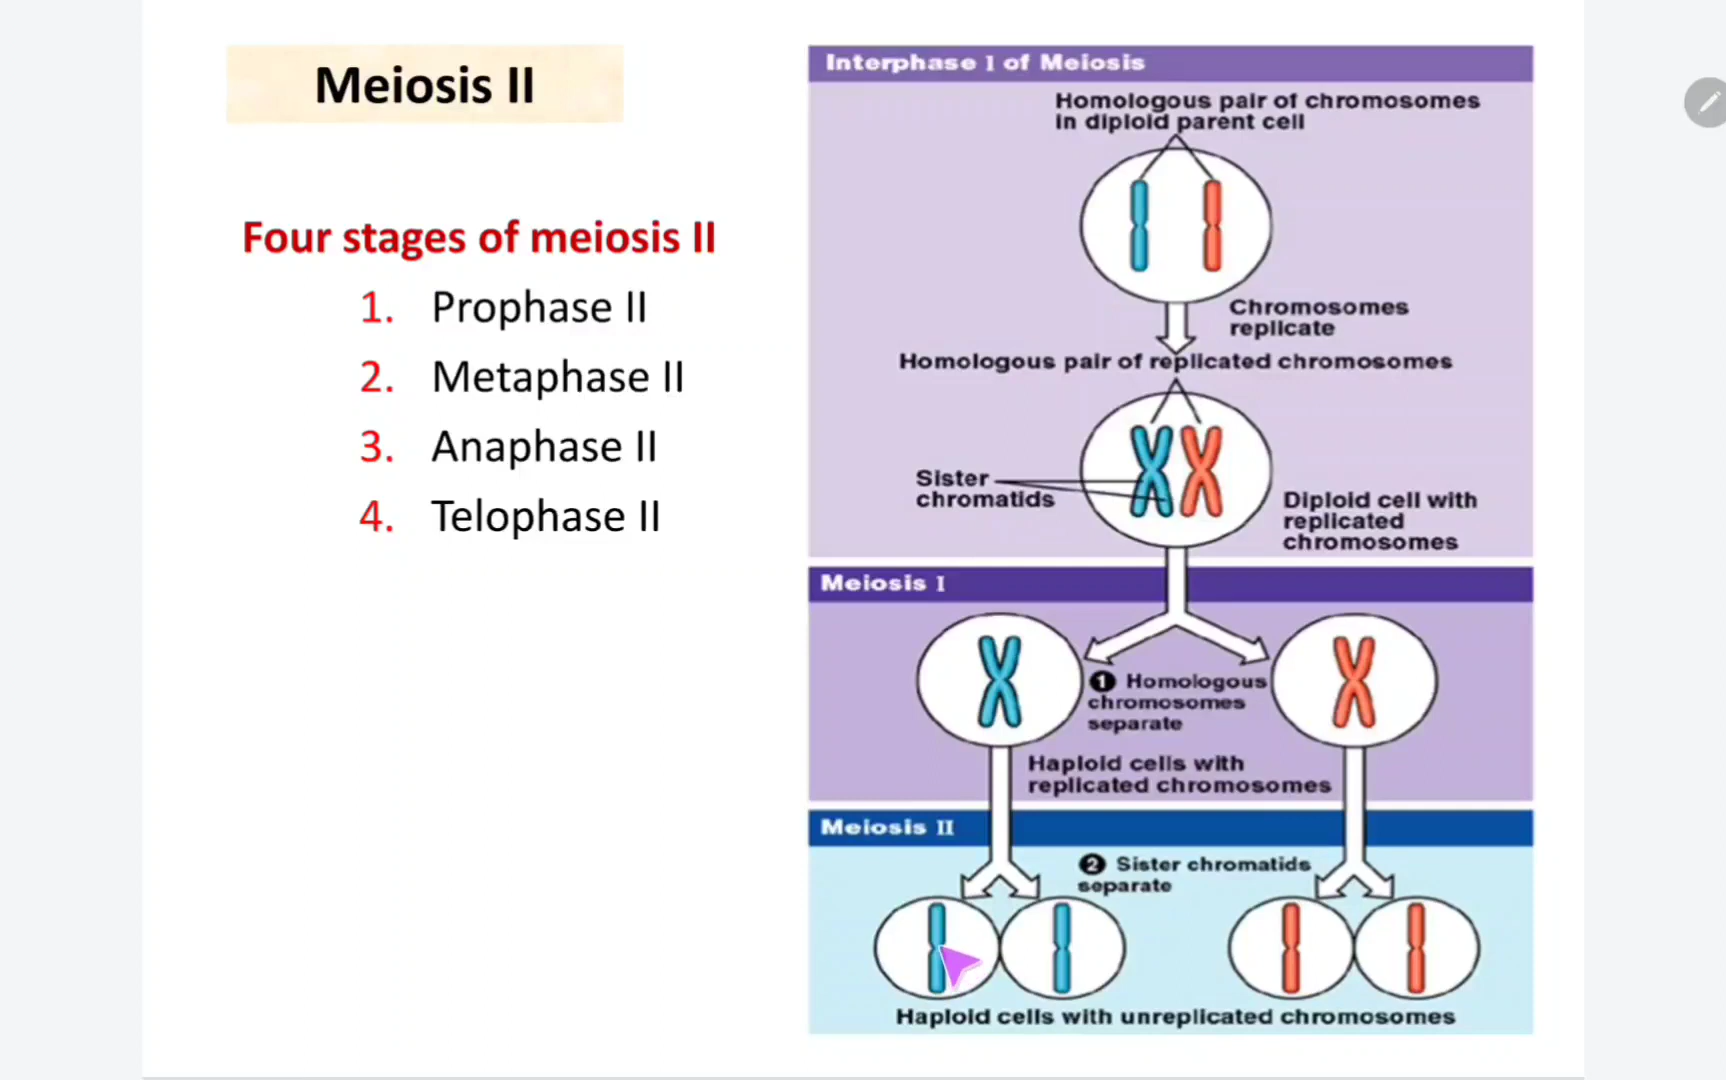 Meiosis II
Four stages of meiosis II
1. Prophase II
2. Metaphase II
3. Anaphase II
4. Telophase II
Interphase I of Meiosis
Homologous pair of chromosomes
in diploid parent cell
Chromosomes
replicate
Homologous pair of replicated chromosomes
Sister
chromatids
Diploid cell with
replicated
chromosomes
Meiosis I
1 Homologous
chromosomes
separate
Haploid cells with
replicated chromosomes
Meiosis II
2 Sister chromatids
separate
Haploid cells with unreplicated chromosomes